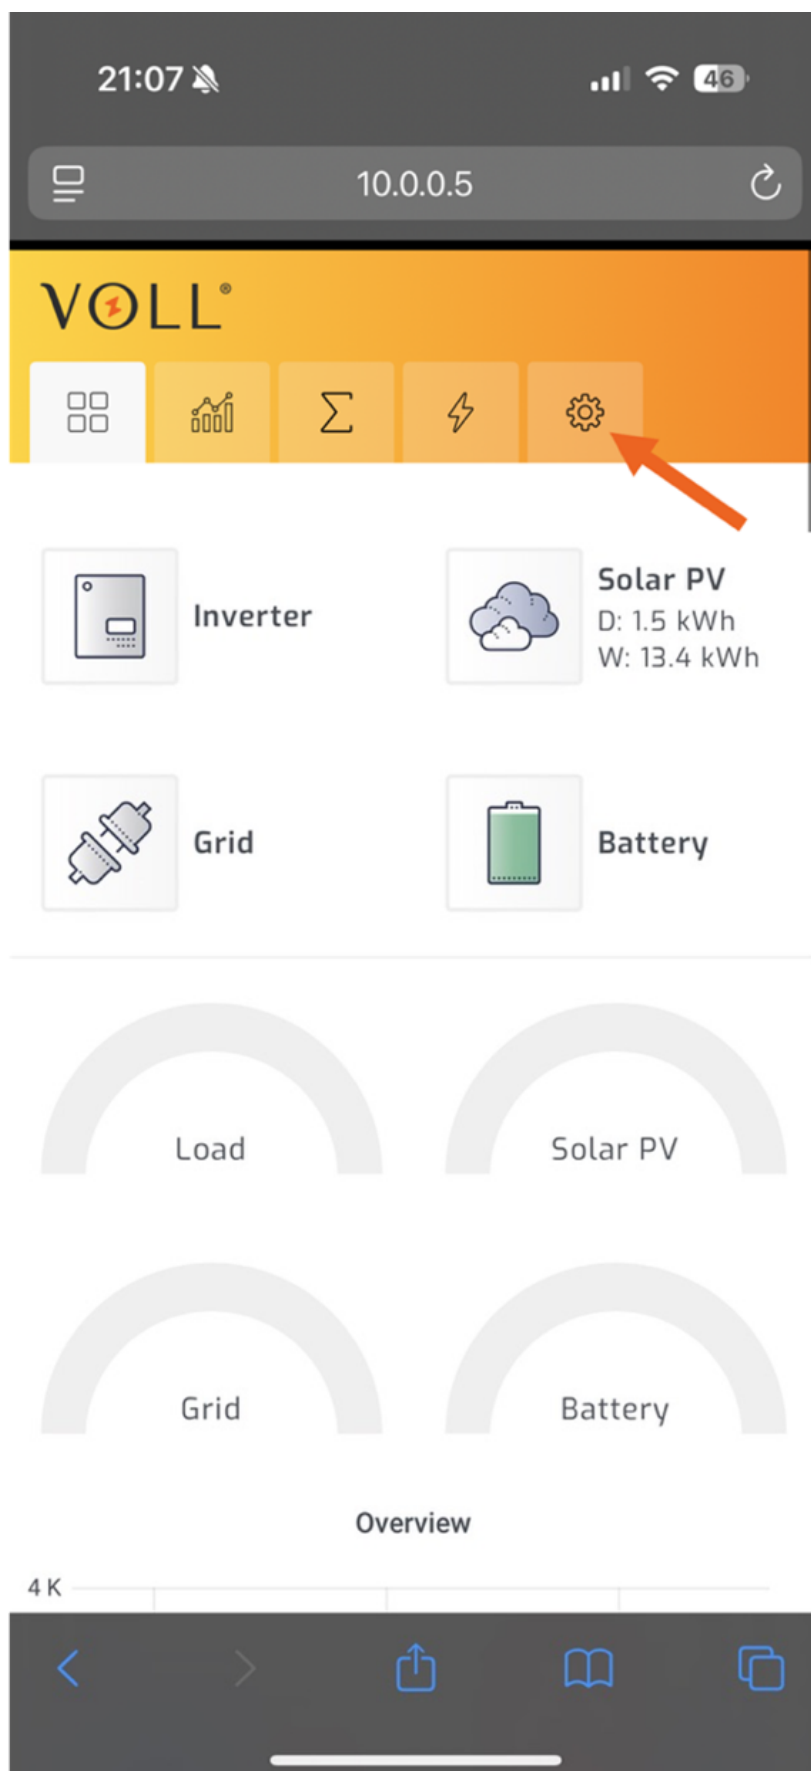 21:07
46
10.0.0.5
VOLL®
Inverter
Solar PV
D: 1.5 kWh
W: 13.4 kWh
Grid
Battery
Load
Solar PV
Grid
Battery
Overview
4 K